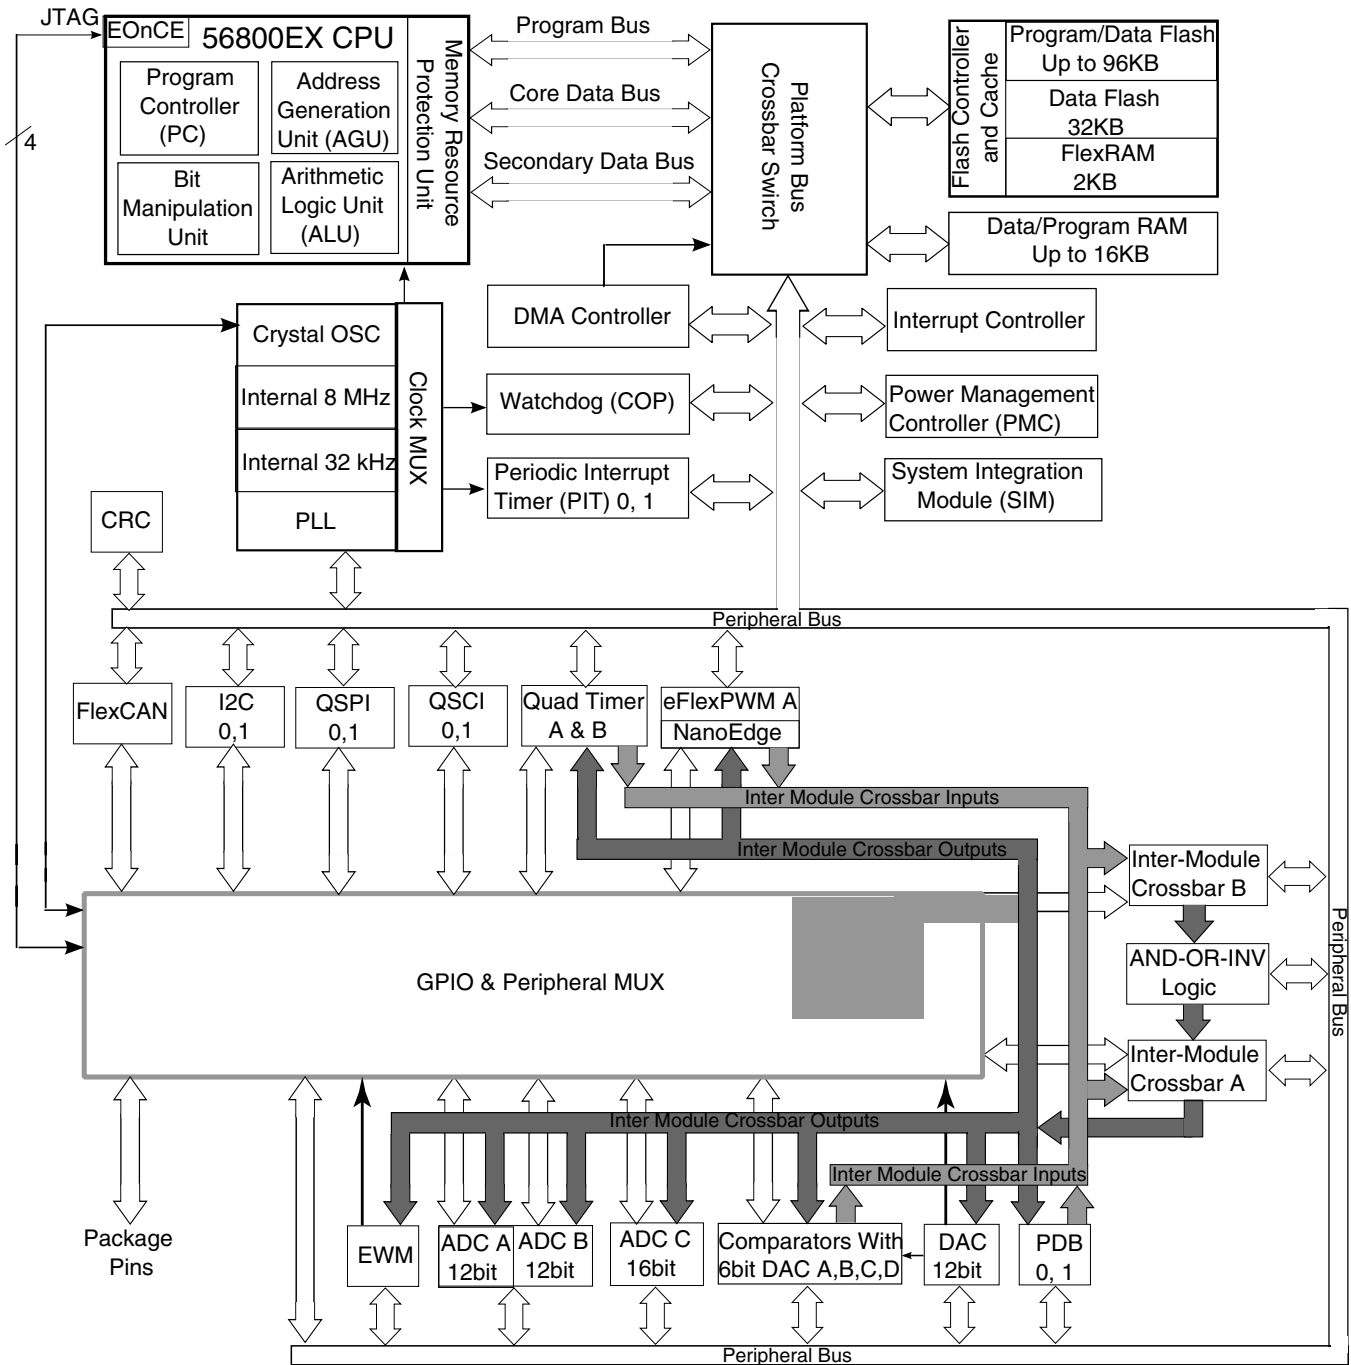 JTAG
EOnCE
56800EX CPU
Program
Controller
(PC)
Address
Generation
Unit (AGU)
Bit
Manipulation
Unit
Arithmetic
Logic Unit
(ALU)
Memory Resource
Protection Unit
4
Program Bus
Core Data Bus
Secondary Data Bus
Platform Bus
Crossbar Swirch
Flash Controller
and Cache
Program/Data Flash
Up to 96KB
Data Flash
32KB
FlexRAM
2KB
Data/Program RAM
Up to 16KB
Crystal OSC
Internal 8 MHz
Internal 32 kHz
PLL
Clock MUX
DMA Controller
Watchdog (COP)
Periodic Interrupt
Timer (PIT) 0, 1
Interrupt Controller
Power Management
Controller (PMC)
System Integration
Module (SIM)
CRC
Peripheral Bus
FlexCAN
I2C
0,1
QSPI
0,1
QSCI
0,1
Quad Timer
A & B
eFlexPWM A
NanoEdge
Inter Module Crossbar Inputs
Inter Module Crossbar Outputs
Inter-Module
Crossbar B
AND-OR-INV
Logic
Inter-Module
Crossbar A
Peripheral Bus
GPIO & Peripheral MUX
Inter Module Crossbar Outputs
Inter Module Crossbar Inputs
Package
Pins
EWM
ADC A
12bit
ADC B
12bit
ADC C
16bit
Comparators With
6bit DAC A,B,C,D
DAC
12bit
PDB
0, 1
Peripheral Bus